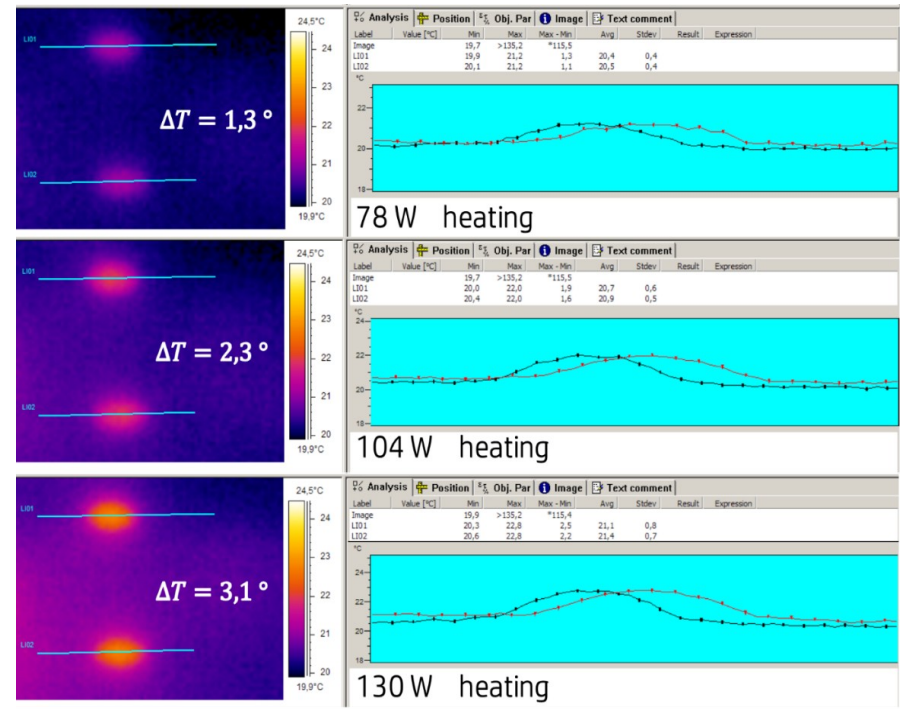 24,5°C
LI01
24
23
ΔT = 1,3 °
22
21
LI02
20
19,9°C
Analysis Position Obj. Par Image Text comment
Label Value [°C] Min Max Max - Min Avg Stdev Result Expression
Image 19,7 >135,2 *115,5
LI01 19,9 21,2 1,3 20,4 0,4
LI02 20,1 21,2 1,1 20,5 0,4
°C
22
20
18
78 W heating
24,5°C
LI01
24
23
ΔT = 2,3 °
22
21
LI02
20
19,9°C
Analysis Position Obj. Par Image Text comment
Label Value [°C] Min Max Max - Min Avg Stdev Result Expression
Image 19,7 >135,2 *115,5
LI01 20,0 22,0 1,9 20,7 0,6
LI02 20,4 22,0 1,6 20,9 0,5
°C
24
22
20
18
104 W heating
24,5°C
LI01
24
23
ΔT = 3,1 °
22
21
LI02
20
19,9°C
Analysis Position Obj. Par Image Text comment
Label Value [°C] Min Max Max - Min Avg Stdev Result Expression
Image 19,9 >135,2 *115,4
LI01 20,3 22,8 2,5 21,1 0,8
LI02 20,6 22,8 2,2 21,4 0,7
°C
24
22
20
18
130 W heating